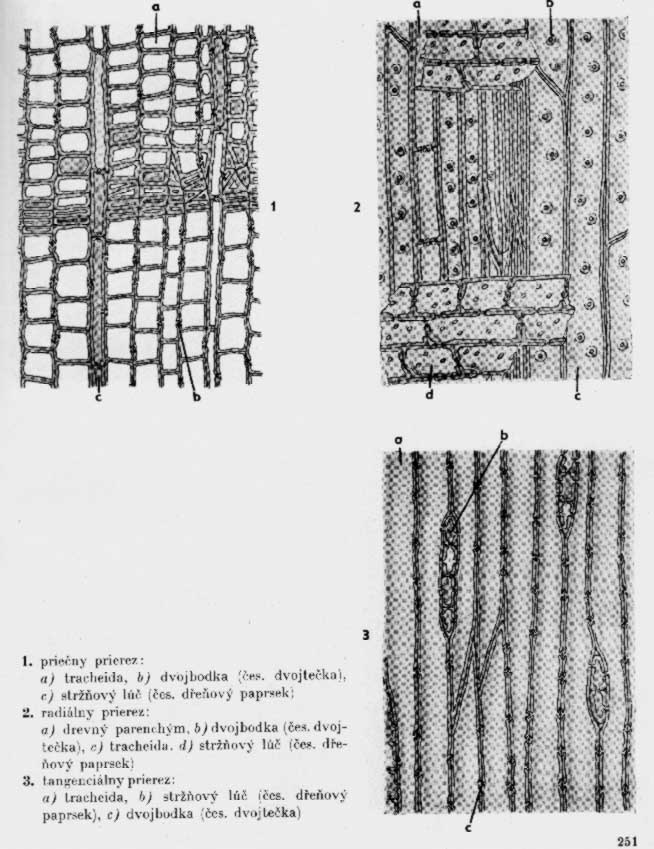 a
a
b
1
2
c
b
d
c
a
b
3
c
1. priečny prierez:
a) tracheida, b) dvojbodka (čes. dvojtečka),
c) stržňový lúč (čes. dřeňový paprsek)
2. radiálny prierez:
a) drevný parenchým, b) dvojbodka (čes. dvoj-
tečka), c) tracheida. d) stržňový lúč (čes. dře-
ňový paprsek)
3. tangenciálny prierez:
a) tracheida, b) stržňový lúč (čes. dřeňový
paprsek), c) dvojbodka (čes. dvojtečka)
251